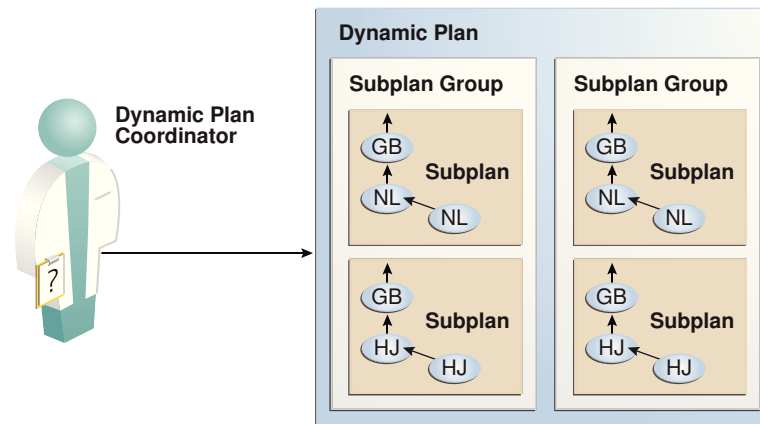 Dynamic Plan
Coordinator
?
Dynamic Plan
Subplan Group
GB
Subplan
NL
NL
GB
Subplan
HJ
HJ
Subplan Group
GB
Subplan
NL
NL
GB
Subplan
HJ
HJ